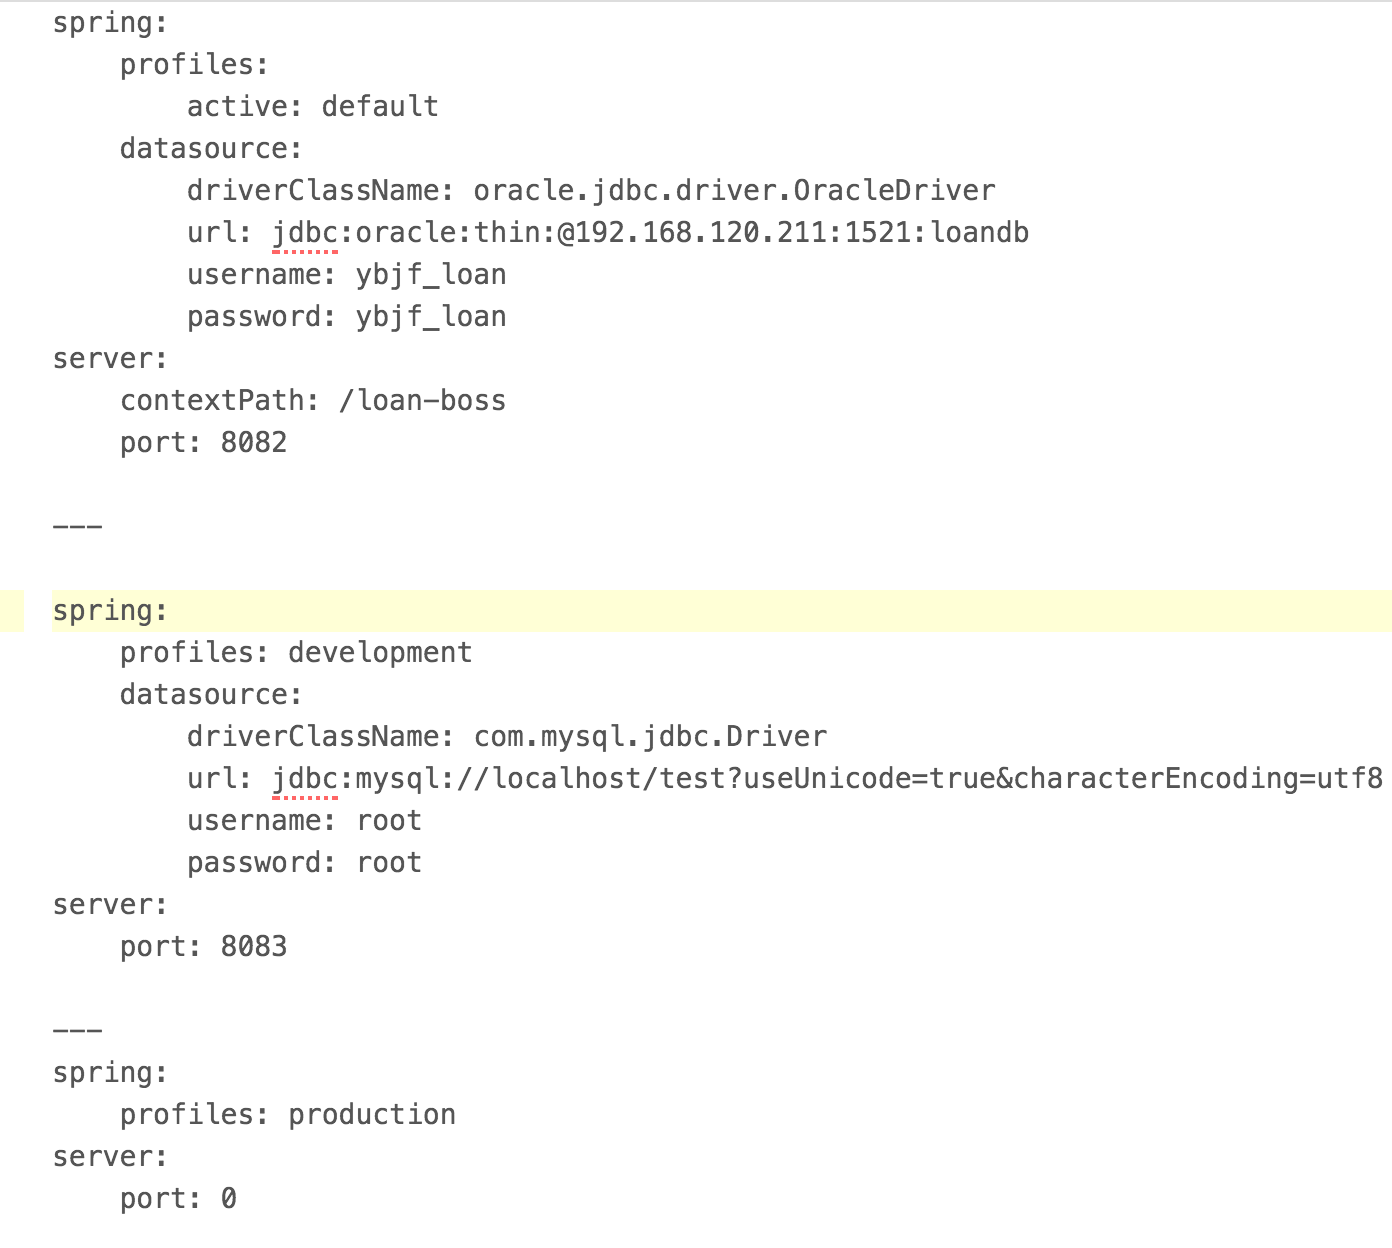 spring:
    profiles:
        active: default
    datasource:
        driverClassName: oracle.jdbc.driver.OracleDriver
        url: jdbc:oracle:thin:@192.168.120.211:1521:loandb
        username: ybjf_loan
        password: ybjf_loan
server:
    contextPath: /loan-boss
    port: 8082
---
spring:
    profiles: development
    datasource:
        driverClassName: com.mysql.jdbc.Driver
        url: jdbc:mysql://localhost/test?useUnicode=true&characterEncoding=utf8
        username: root
        password: root
server:
    port: 8083
---
spring:
    profiles: production
server:
    port: 0